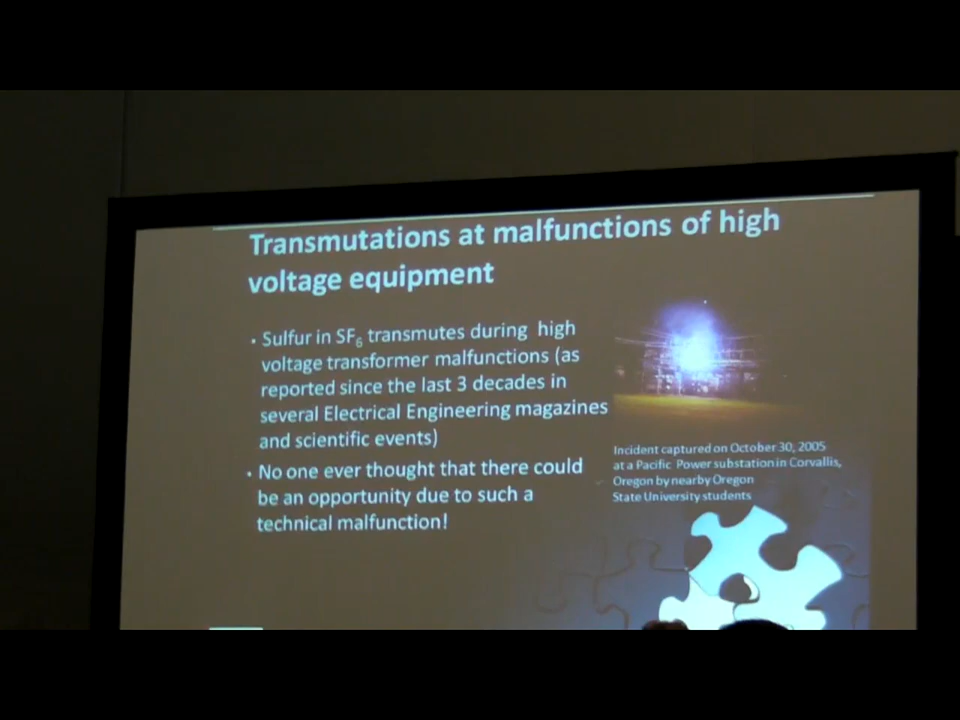 Transmutations at malfunctions of high
voltage equipment
• Sulfur in SF₆ transmutes during high
voltage transformer malfunctions (as
reported since the last 3 decades in
several Electrical Engineering magazines
and scientific events)
• No one ever thought that there could
be an opportunity due to such a
technical malfunction!
Incident captured on October 30, 2005
at a Pacific Power substation in Corvallis,
Oregon by nearby Oregon
State University students